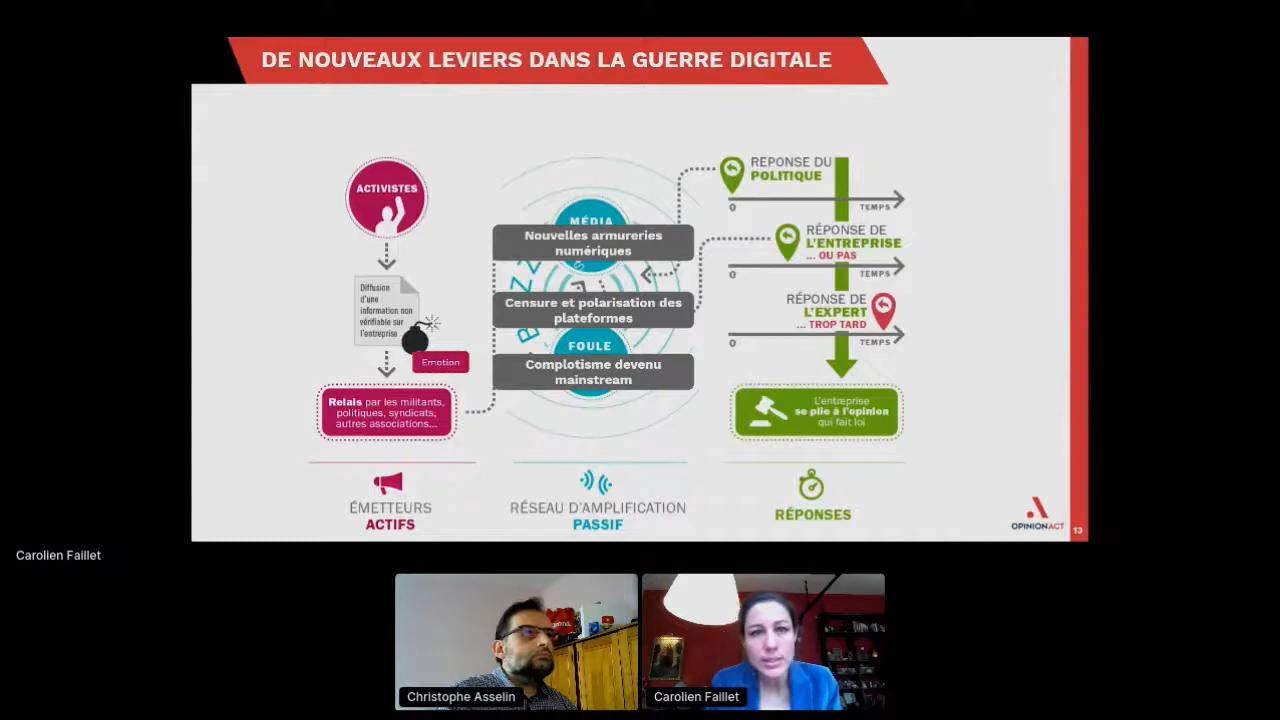 DE NOUVEAUX LEVIERS DANS LA GUERRE DIGITALE
ACTIVISTES
Diffusion
d'une
information non
vérifiable sur
l'entreprise
Emotion
Relais par les militants,
politiques, syndicats,
autres associations...
ÉMETTEURS
ACTIFS
MÉDIA
Nouvelles armureries
numériques
Censure et polarisation des
plateformes
FOULE
Complotisme devenu
mainstream
RÉSEAU D'AMPLIFICATION
PASSIF
REPONSE DU
POLITIQUE
0
TEMPS
RÉPONSE DE
L'ENTREPRISE
... OU PAS
0
TEMPS
RÉPONSE DE
L'EXPERT
... TROP TARD
0
TEMPS
L'entreprise
se plie à l'opinion
qui fait loi
RÉPONSES
OPINIONACT
13
Carolien Faillet
Christophe Asselin
Carolien Faillet